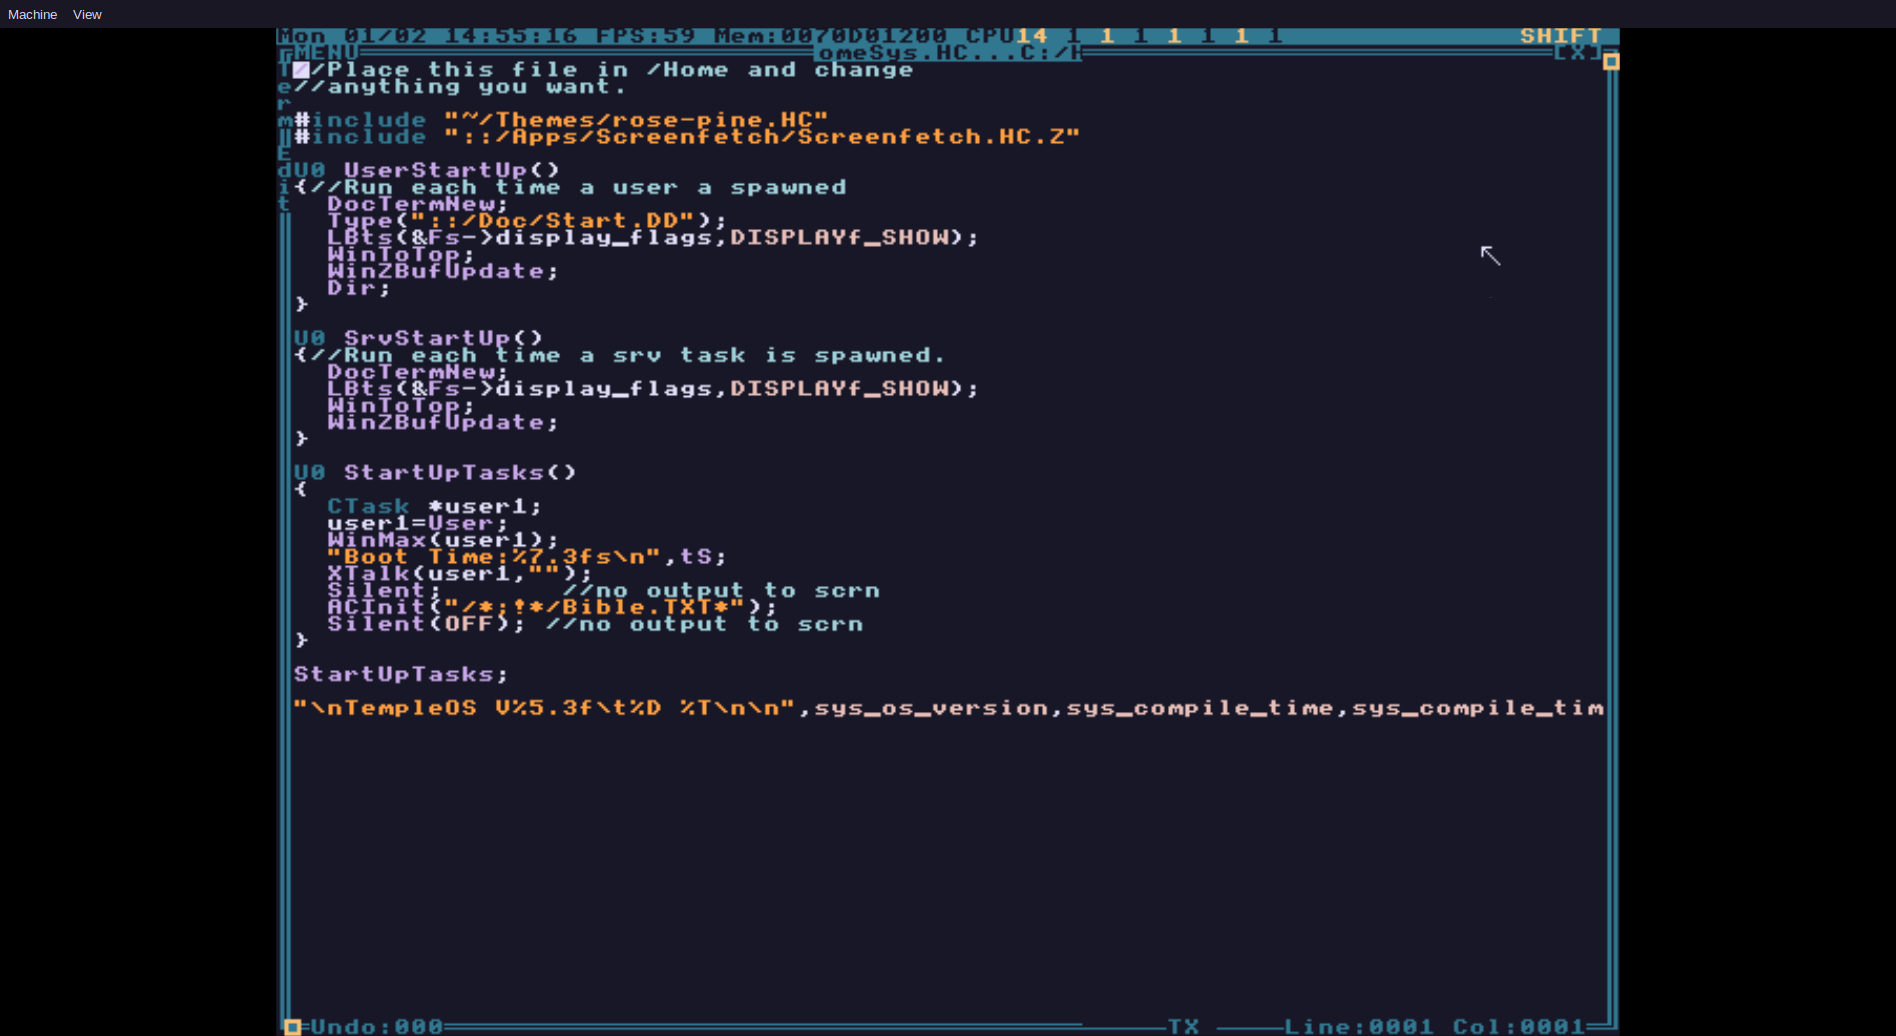 Machine View
Mon 01/02 14:55:16 FPS:59 Mem:0070D01200 CPU14 1 1 1 1 1 1 1 SHIFT
MENU omeSys.HC...C:/H [X]
Term Edit
//Place this file in /Home and change
//anything you want.
#include "~/Themes/rose-pine.HC"
#include "::/Apps/Screenfetch/Screenfetch.HC.Z"
U0 UserStartUp()
{//Run each time a user a spawned
DocTermNew;
Type("::/Doc/Start.DD");
LBts(&Fs->display_flags,DISPLAYf_SHOW);
WinToTop;
WinZBufUpdate;
Dir;
}
U0 SrvStartUp()
{//Run each time a srv task is spawned.
DocTermNew;
LBts(&Fs->display_flags,DISPLAYf_SHOW);
WinToTop;
WinZBufUpdate;
}
U0 StartUpTasks()
{
CTask *user1;
user1=User;
WinMax(user1);
"Boot Time:%7.3fs\n",tS;
XTalk(user1,"");
Silent; //no output to scrn
ACInit("/*;!*/Bible.TXT*");
Silent(OFF); //no output to scrn
}
StartUpTasks;
"\nTempleOS V%5.3f\t%D %T\n\n",sys_os_version,sys_compile_time,sys_compile_tim
Undo:000 TX Line:0001 Col:0001